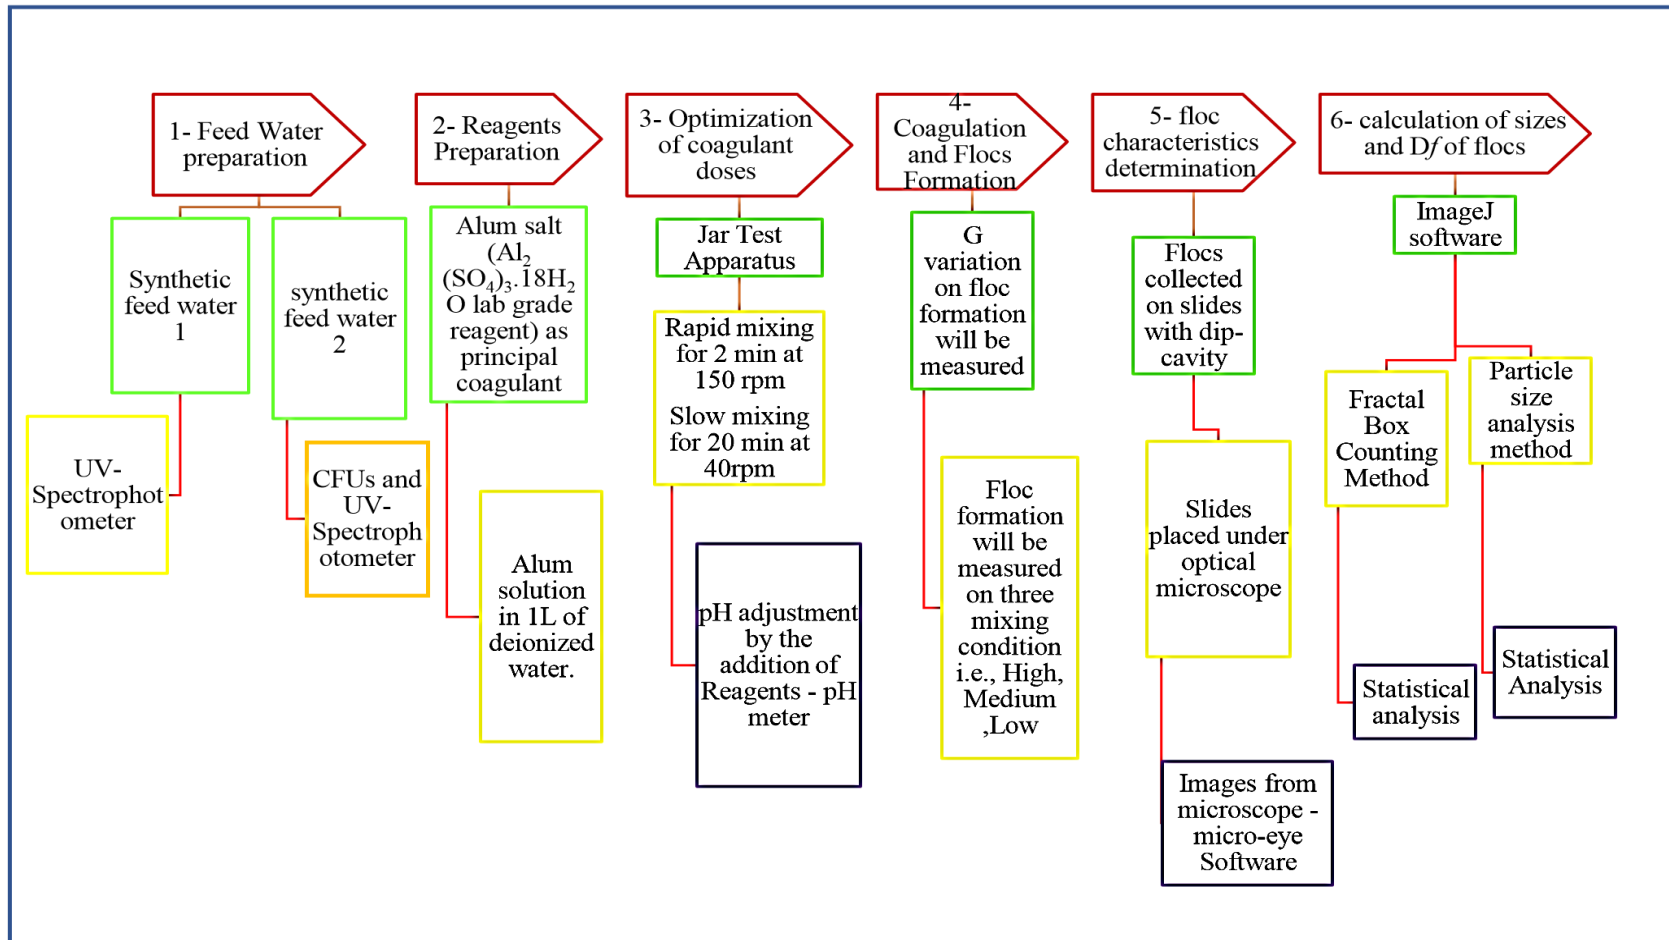 1- Feed Water
preparation
Synthetic
feed water
1
UV-
Spectrophot
ometer
synthetic
feed water
2
CFUs and
UV-
Spectroph
otometer
2- Reagents
Preparation
Alum salt
(Al₂
(SO₄)₃.18H₂
O lab grade
reagent) as
principal
coagulant
Alum
solution
in 1L of
deionized
water.
3- Optimization
of coagulant
doses
Jar Test
Apparatus
Rapid mixing
for 2 min at
150 rpm
Slow mixing
for 20 min at
40rpm
pH adjustment
by the
addition of
Reagents - pH
meter
4-
Coagulation
and Flocs
Formation
G
variation
on floc
formation
will be
measured
Floc
formation
will be
measured
on three
mixing
condition
i.e., High,
Medium
,Low
5- floc
characteristics
determination
Flocs
collected
on slides
with dip-
cavity
Slides
placed under
optical
microscope
Images from
microscope -
micro-eye
Software
6- calculation of sizes
and Df of flocs
ImageJ
software
Fractal
Box
Counting
Method
Statistical
analysis
Particle
size
analysis
method
Statistical
Analysis